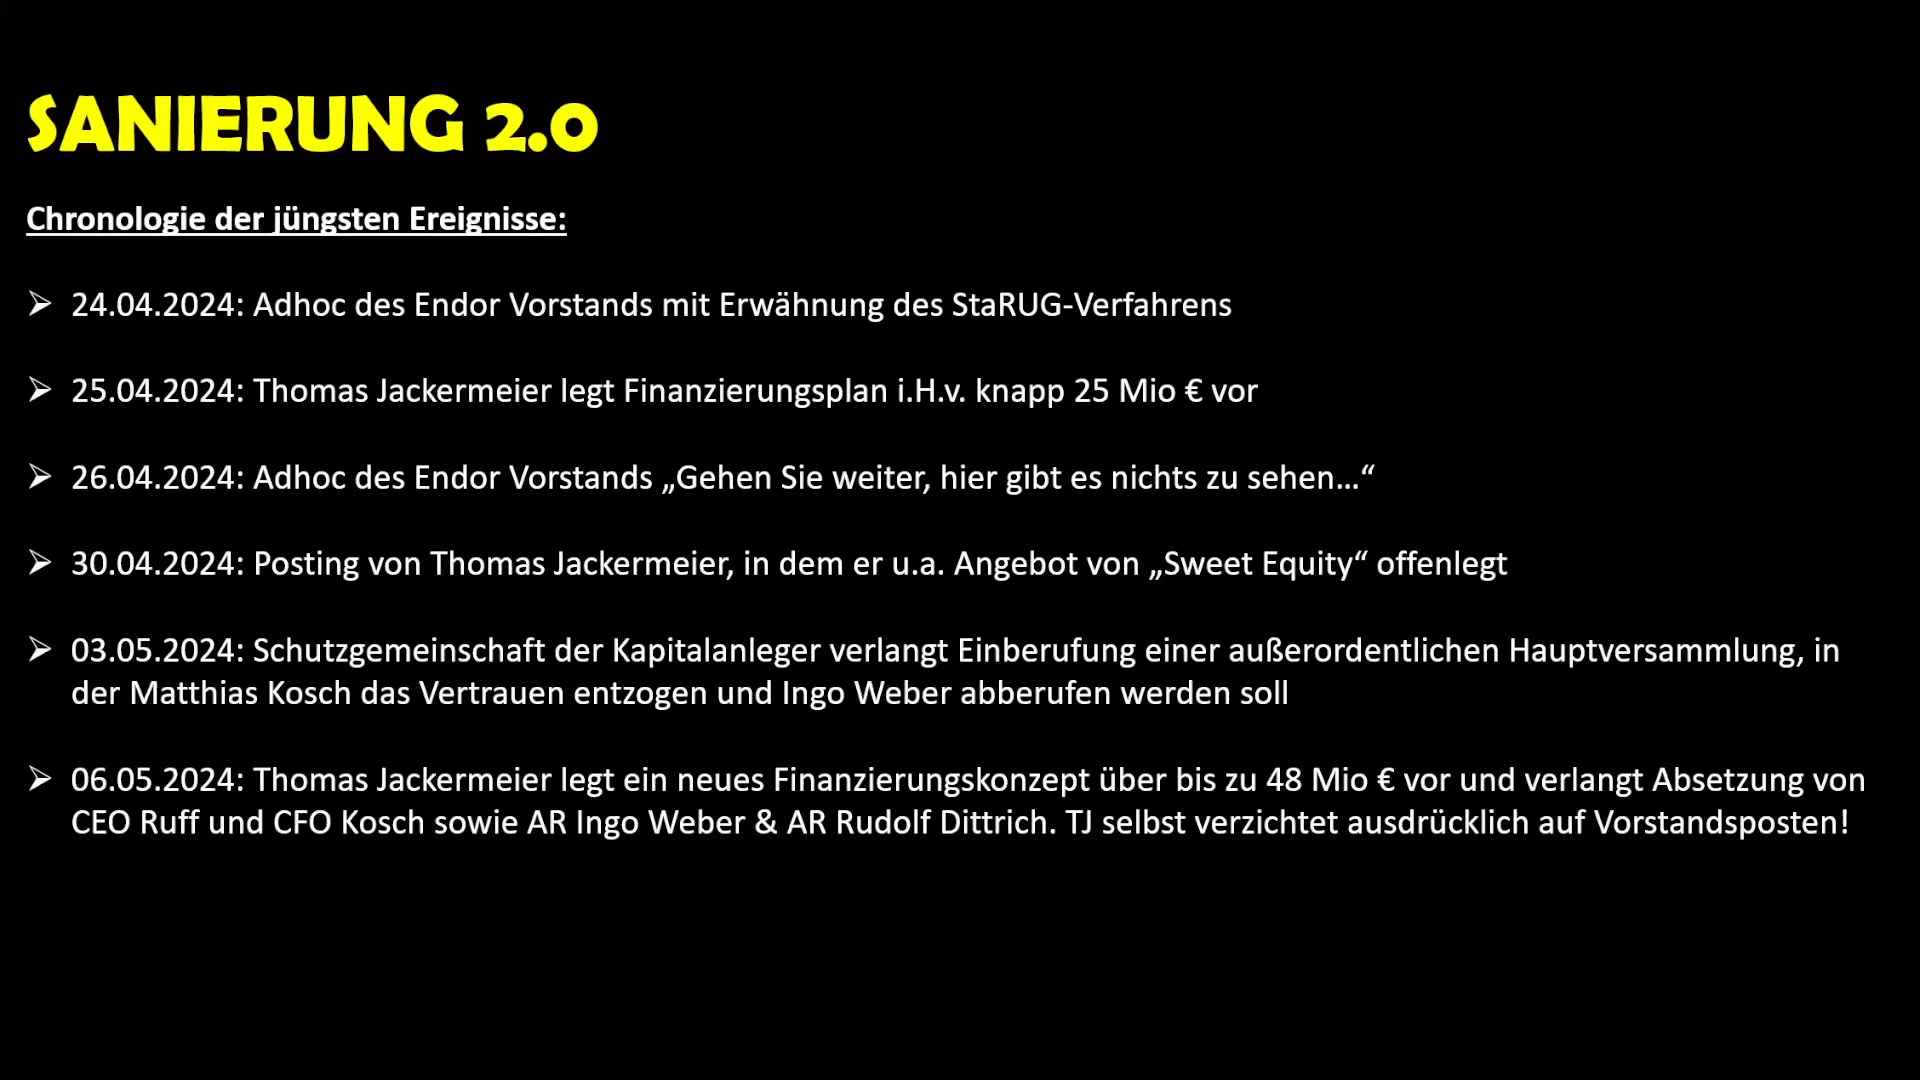 SANIERUNG 2.0
Chronologie der jüngsten Ereignisse:
➢ 24.04.2024: Adhoc des Endor Vorstands mit Erwähnung des StaRUG-Verfahrens
➢ 25.04.2024: Thomas Jackermeier legt Finanzierungsplan i.H.v. knapp 25 Mio € vor
➢ 26.04.2024: Adhoc des Endor Vorstands „Gehen Sie weiter, hier gibt es nichts zu sehen…“
➢ 30.04.2024: Posting von Thomas Jackermeier, in dem er u.a. Angebot von „Sweet Equity“ offenlegt
➢ 03.05.2024: Schutzgemeinschaft der Kapitalanleger verlangt Einberufung einer außerordentlichen Hauptversammlung, in
der Matthias Kosch das Vertrauen entzogen und Ingo Weber abberufen werden soll
➢ 06.05.2024: Thomas Jackermeier legt ein neues Finanzierungskonzept über bis zu 48 Mio € vor und verlangt Absetzung von
CEO Ruff und CFO Kosch sowie AR Ingo Weber & AR Rudolf Dittrich. TJ selbst verzichtet ausdrücklich auf Vorstandsposten!